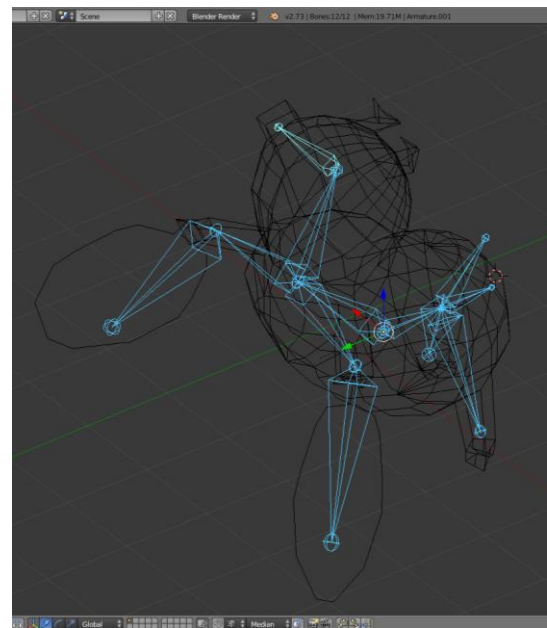 Scene Blender Render v2.73 | Bones:12/12 | Mem:19.71M | Armature.001
Global Median